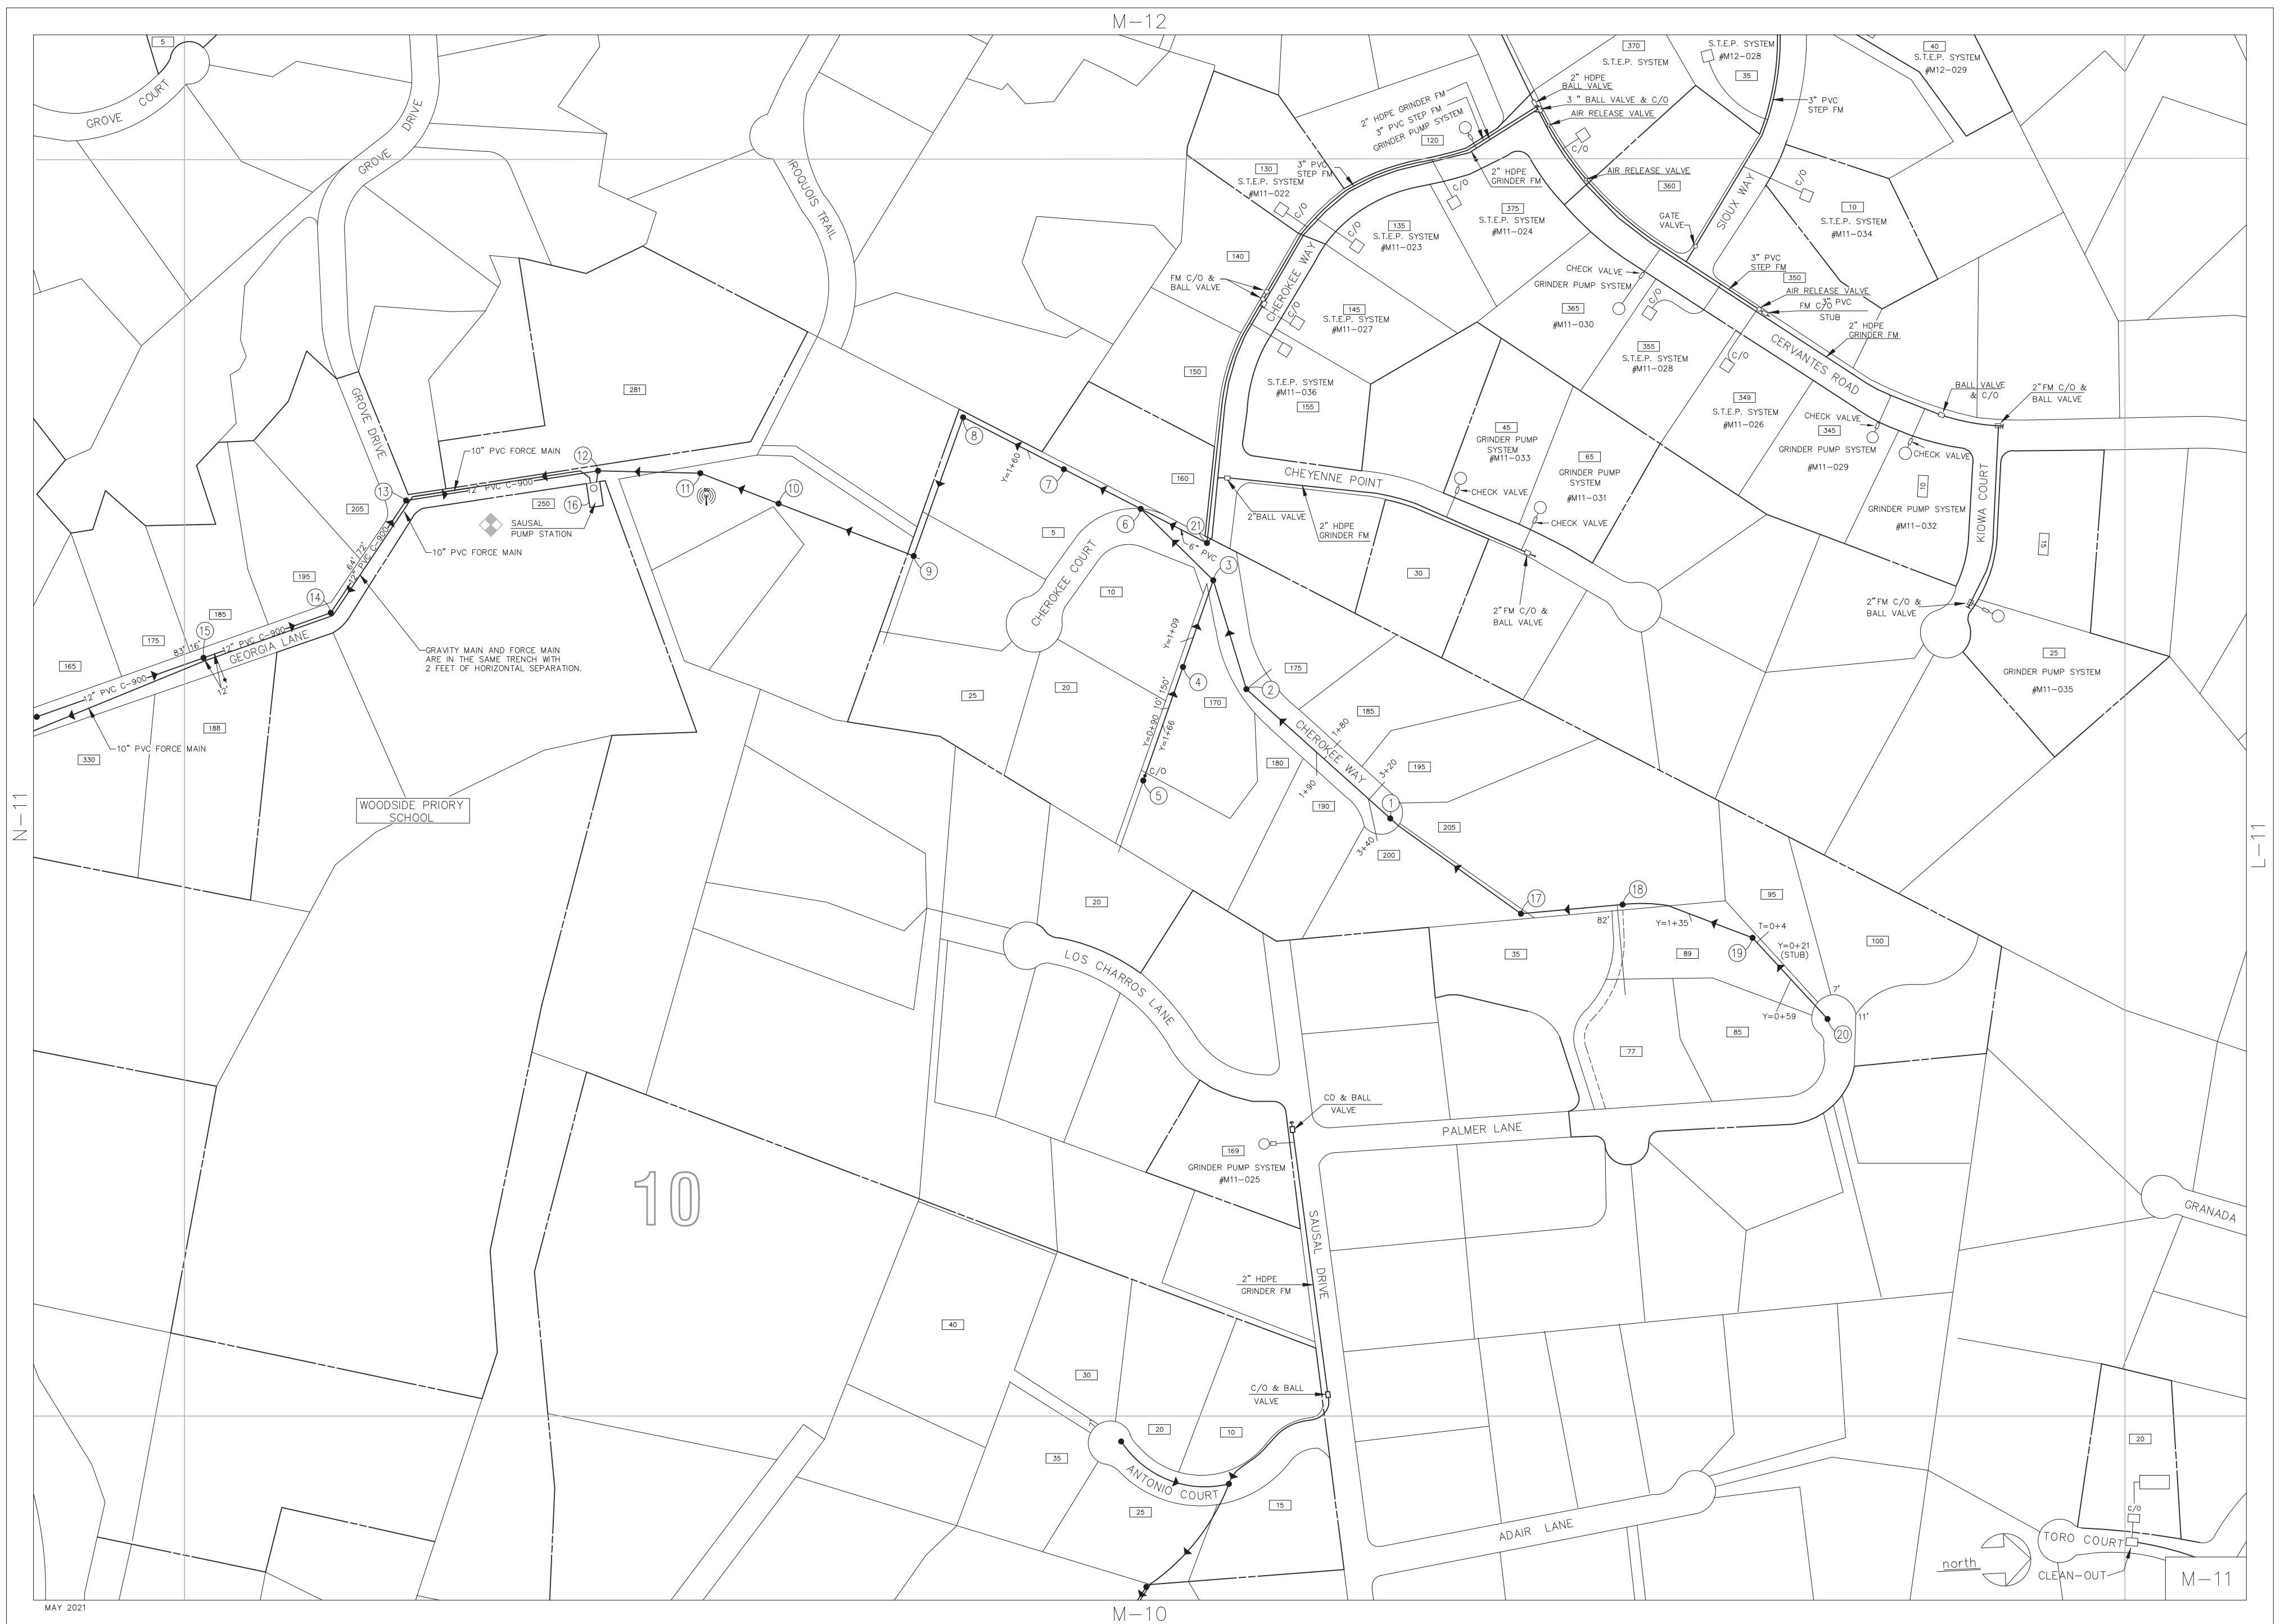 M-12
5
GROVE
COURT
GROVE
DRIVE
IROQUOIS TRAIL
370
S.T.E.P. SYSTEM
2" HDPE
BALL VALVE
3 " BALL VALVE & C/O
AIR RELEASE VALVE
C/O
S.T.E.P. SYSTEM
#M12-028
35
3" PVC
STEP FM
40
S.T.E.P. SYSTEM
#M12-029
2" HDPE GRINDER FM
3" PVC STEP FM
GRINDER PUMP SYSTEM
120
3" PVC
STEP FM
130
S.T.E.P. SYSTEM
#M11-022
C/O
2" HDPE
GRINDER FM
C/O
AIR RELEASE VALVE
360
SIOUX WAY
C/O
10
S.T.E.P. SYSTEM
#M11-034
135
S.T.E.P. SYSTEM
#M11-023
C/O
375
S.T.E.P. SYSTEM
#M11-024
GATE
VALVE
140
CHEROKEE WAY
FM C/O &
BALL VALVE
C/O
145
S.T.E.P. SYSTEM
#M11-027
CHECK VALVE
GRINDER PUMP SYSTEM
365
#M11-030
C/O
3" PVC
STEP FM
350
AIR RELEASE VALVE
FM C/O
3" PVC
STUB
2" HDPE
GRINDER FM
CERVANTES ROAD
355
S.T.E.P. SYSTEM
#M11-028
C/O
150
S.T.E.P. SYSTEM
#M11-036
155
349
S.T.E.P. SYSTEM
#M11-026
BALL VALVE
& C/O
2"FM C/O &
BALL VALVE
CHECK VALVE
345
GRINDER PUMP SYSTEM
#M11-029
CHECK VALVE
281
GROVE DRIVE
10" PVC FORCE MAIN
12
12" PVC C-900
13
16
250
205
SAUSAL
PUMP STATION
10" PVC FORCE MAIN
11
10
9
8
Y=1+60
7
6
5
21
6" PVC
3
160
45
GRINDER PUMP
SYSTEM
#M11-033
65
GRINDER PUMP
SYSTEM
#M11-031
CHEYENNE POINT
CHECK VALVE
CHECK VALVE
2"BALL VALVE
2" HDPE
GRINDER FM
10
GRINDER PUMP SYSTEM
#M11-032
KIOWA COURT
15
30
2"FM C/O &
BALL VALVE
2"FM C/O &
BALL VALVE
25
GRINDER PUMP SYSTEM
#M11-035
64' 72'
12" PVC C-900
195
14
185
15
175
83' 16'
12" PVC C-900
GEORGIA LANE
165
12" PVC C-900
12'
188
10" PVC FORCE MAIN
330
GRAVITY MAIN AND FORCE MAIN
ARE IN THE SAME TRENCH WITH
2 FEET OF HORIZONTAL SEPARATION.
WOODSIDE PRIORY
SCHOOL
CHEROKEE COURT
10
Y=1+09
4
25
20
170
Y=0+90 10' 150'
Y=1+66
C/O
5
2
175
185
CHEROKEE WAY
1+80
180
1+90
3+20
195
190
1
205
3+40
200
N-11
L-11
17
18
82'
Y=1+35
95
T=0+4
19
Y=0+21
(STUB)
100
35
89
7'
Y=0+59
11'
20
85
77
20
LOS CHARROS LANE
CO & BALL
VALVE
PALMER LANE
169
GRINDER PUMP SYSTEM
#M11-025
10
SAUSAL DRIVE
GRANADA
2" HDPE
GRINDER FM
40
30
C/O & BALL
VALVE
7'
20
10
35
ANTONIO COURT
25
15
ADAIR LANE
20
C/O
TORO COURT
north
CLEAN-OUT
M-11
MAY 2021
M-10